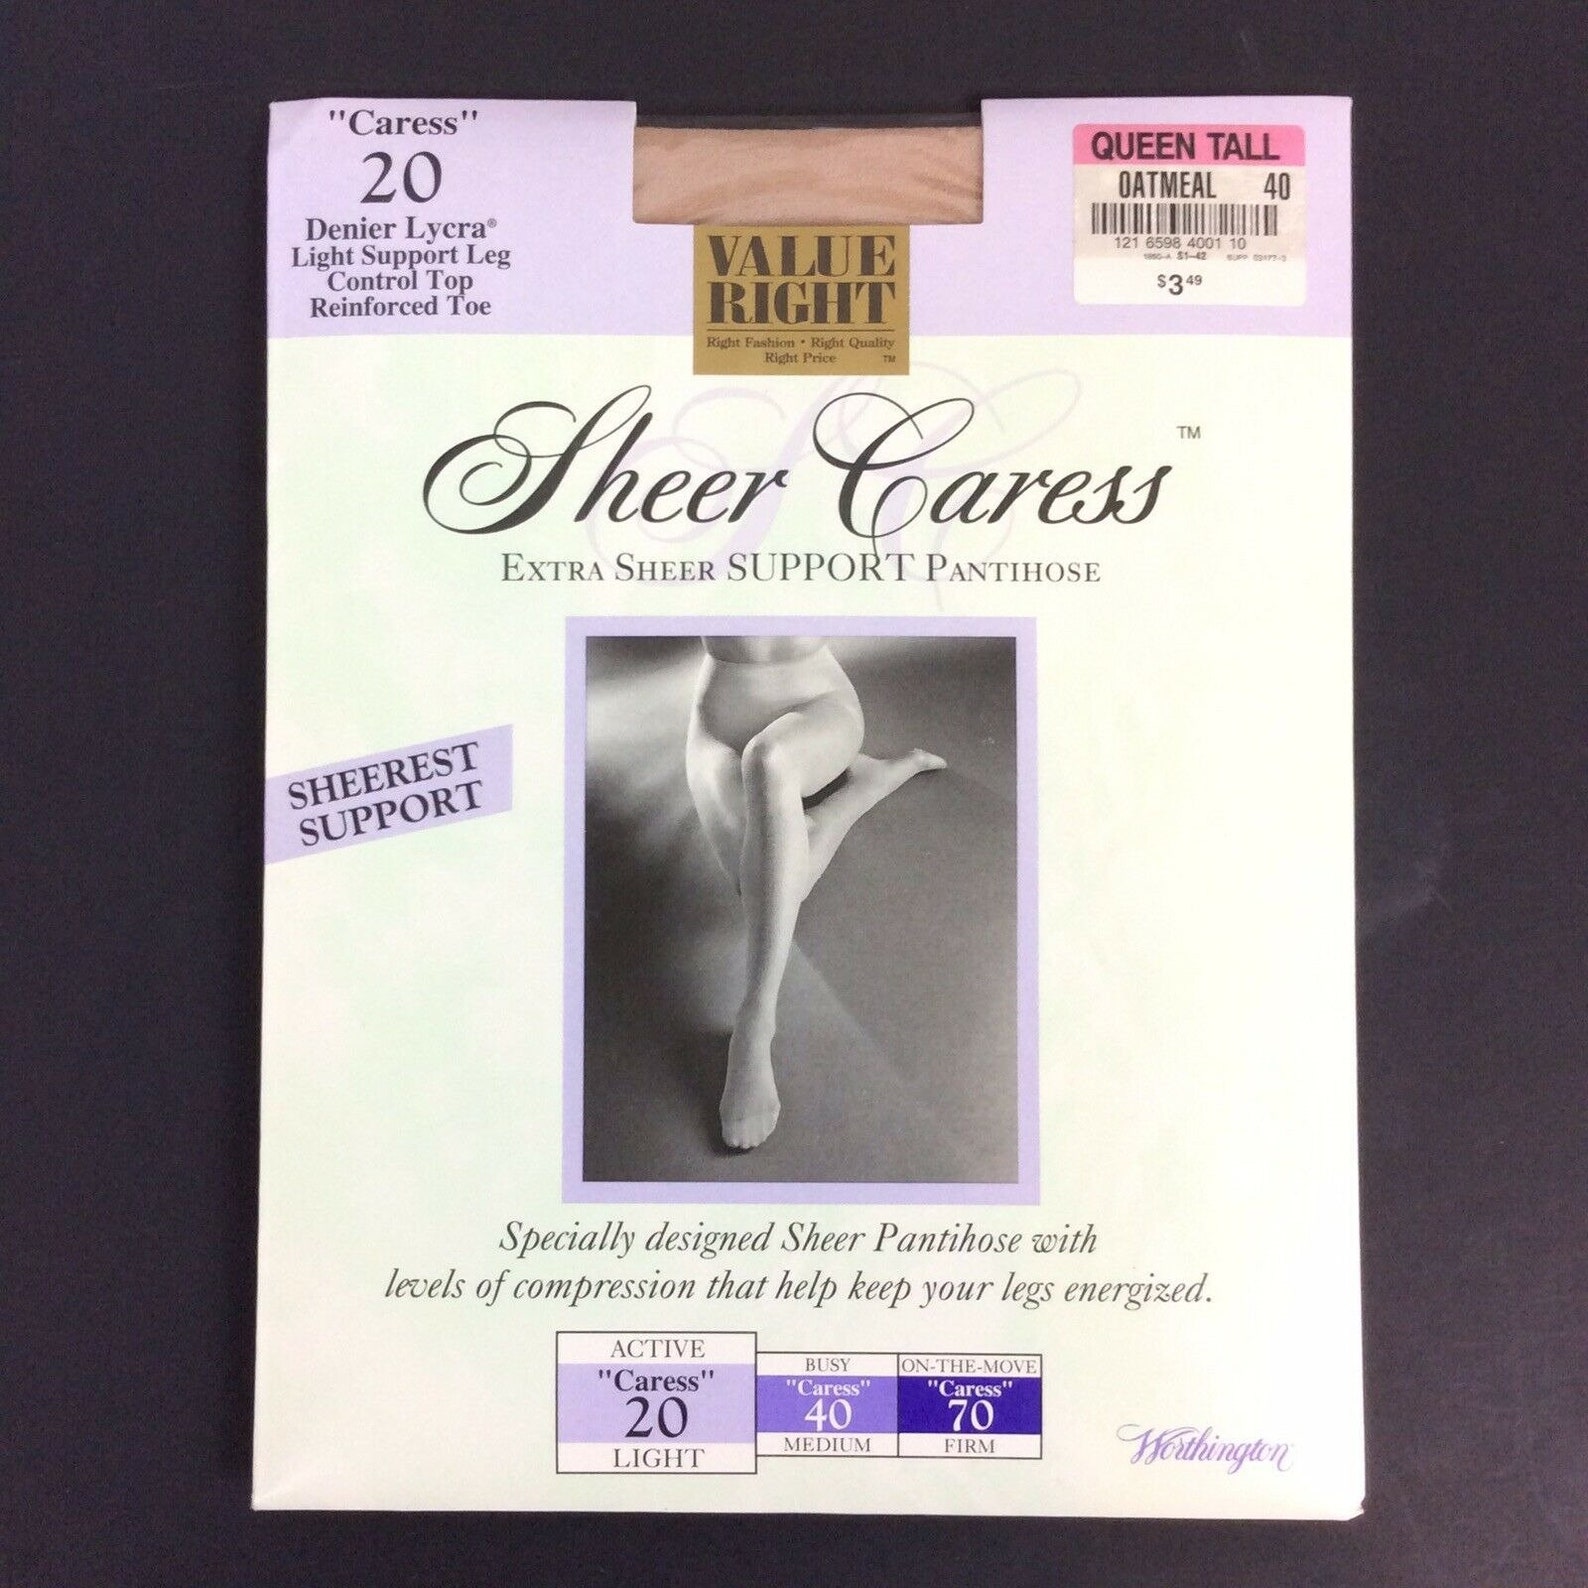 "Caress"
20
Denier Lycra®
Light Support Leg
Control Top
Reinforced Toe
QUEEN TALL
OATMEAL 40
121 6598 4001 10
S1-42
$3 49
VALUE
RIGHT
Right Fashion • Right Quality
Right Price ™
Sheer Caress ™
EXTRA SHEER SUPPORT PANTIHOSE
SHEEREST
SUPPORT
Specially designed Sheer Pantihose with
levels of compression that help keep your legs energized.
ACTIVE
"Caress"
20
LIGHT
BUSY
"Caress"
40
MEDIUM
ON-THE-MOVE
"Caress"
70
FIRM
Worthington